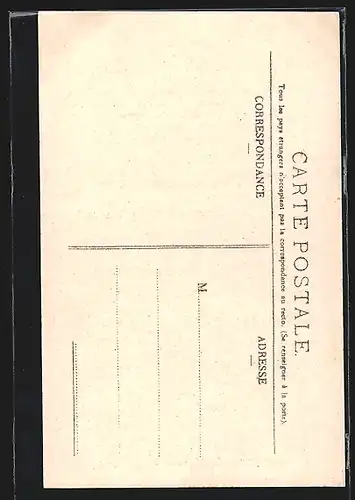 CARTE POSTALE.
Tous les pays étrangers n'acceptent pas la correspondance au recto. (Se renseigner à la poste).
CORRESPONDANCE
ADRESSE
M